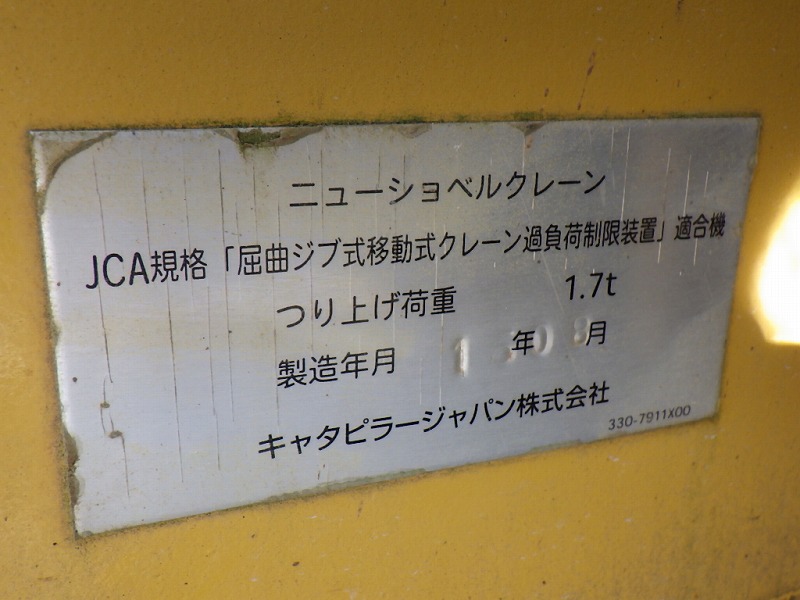 ニューショベルクレーン
JCA規格「屈曲ジブ式移動式クレーン過負荷制限装置」適合機
つり上げ荷重 1.7t
製造年月 年 08 月
キャタピラージャパン株式会社
330-7911X00